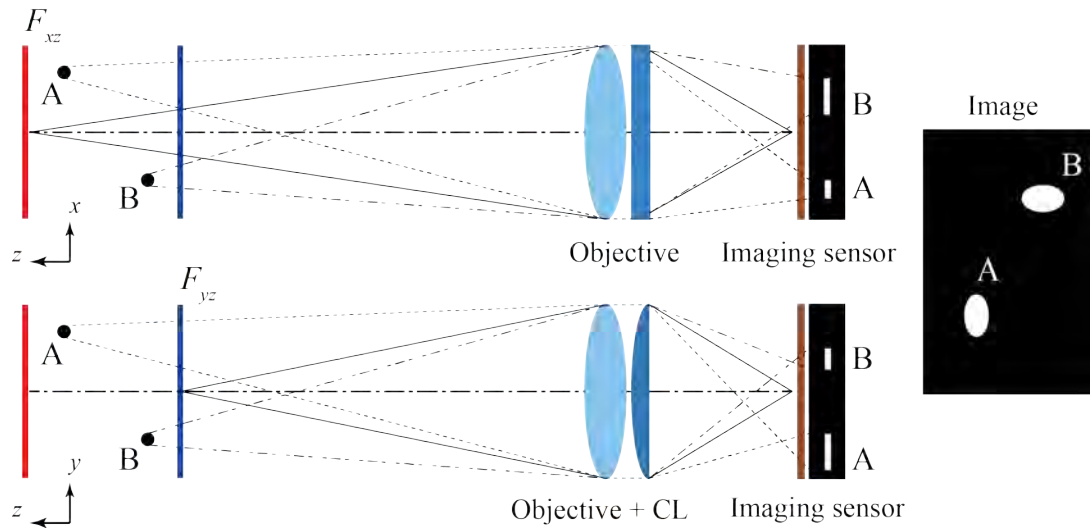 F_xz
A
B
x
z
Objective
Imaging sensor
B
A
F_yz
A
B
y
z
Objective + CL
Imaging sensor
B
A
Image
B
A